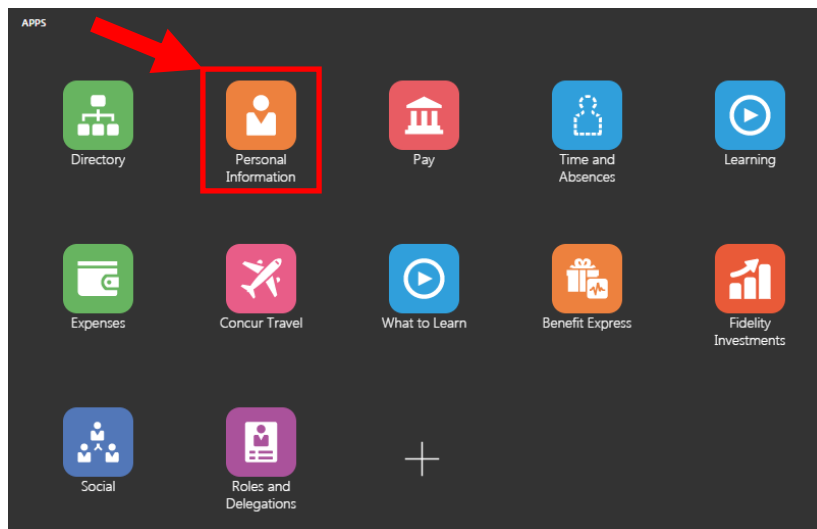 APPS
Directory
Personal
Information
Pay
Time and
Absences
Learning
Expenses
Concur Travel
What to Learn
Benefit Express
Fidelity
Investments
Social
Roles and
Delegations